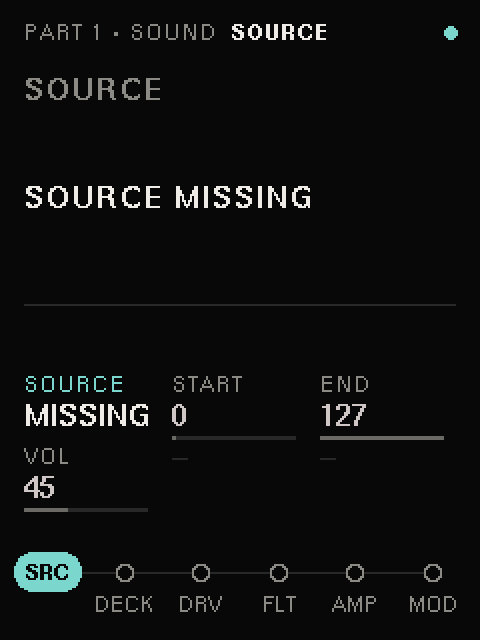 PART 1 · SOUND SOURCE
SOURCE
SOURCE MISSING
SOURCE START END
MISSING 0 127
VOL — —
45
SRC
DECK DRV FLT AMP MOD